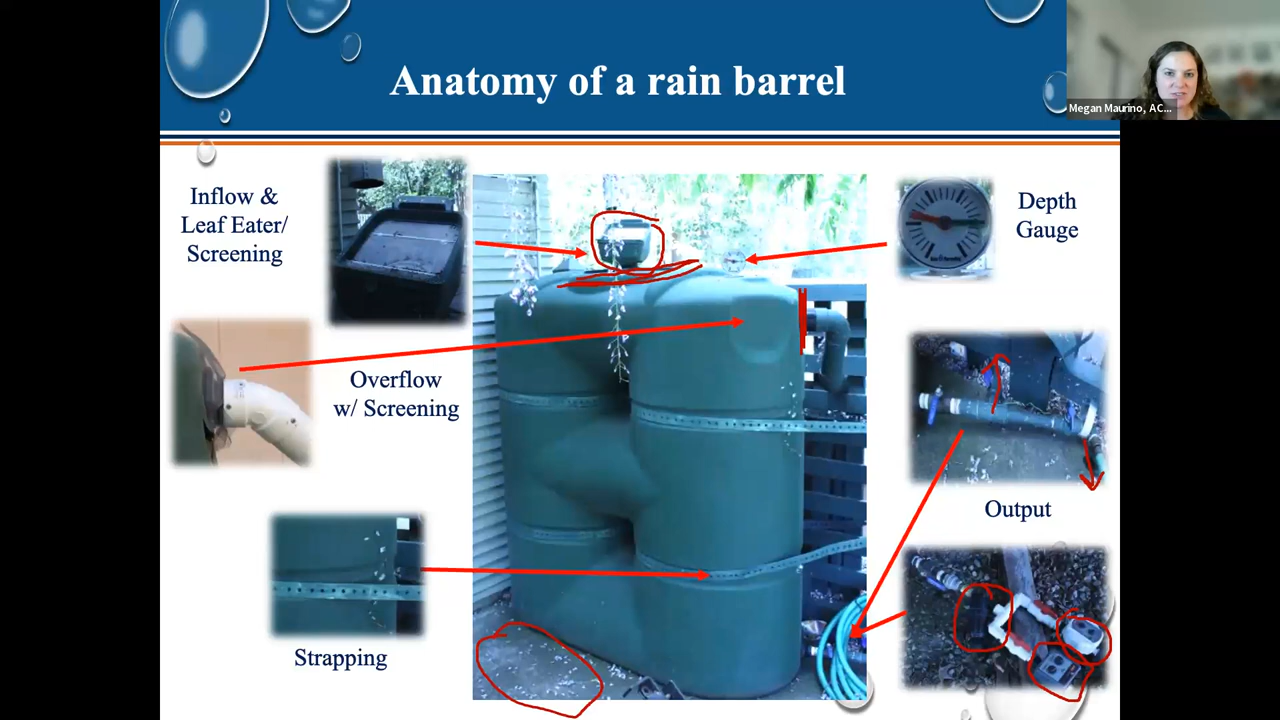 Anatomy of a rain barrel
Megan Maurino, AC...
Inflow &
Leaf Eater/
Screening
Depth
Gauge
Overflow
w/ Screening
Output
Strapping